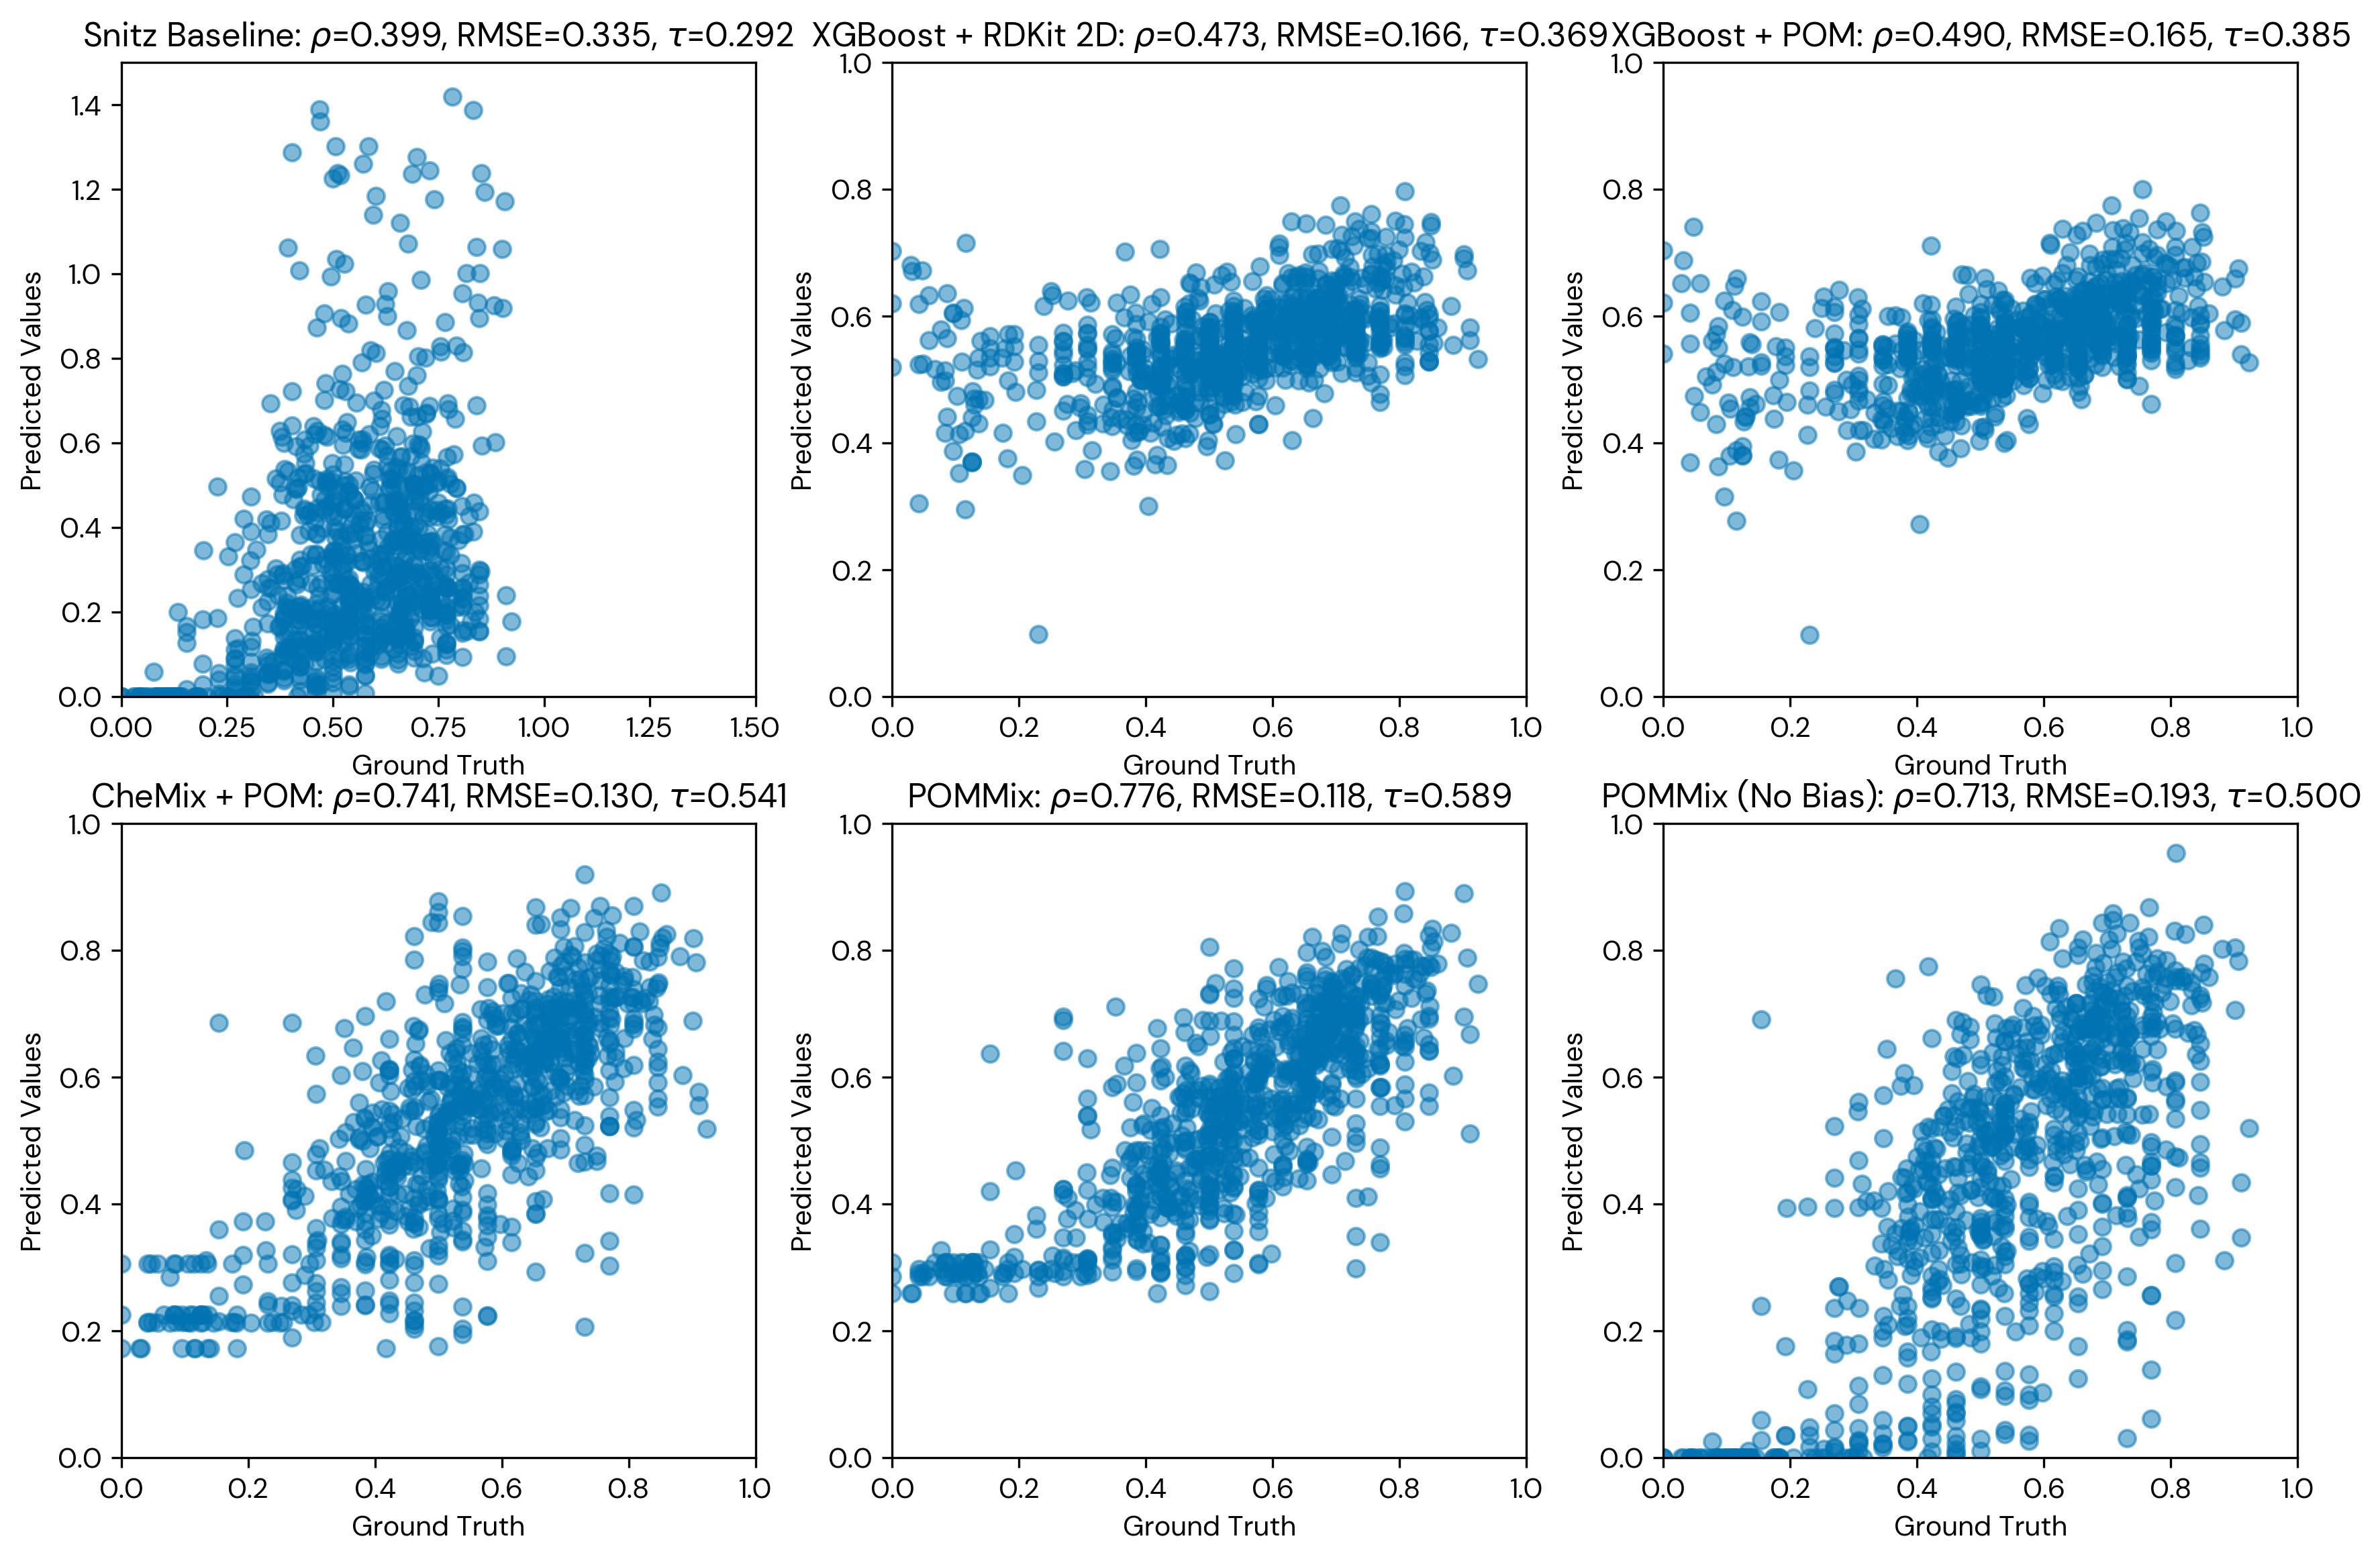 Snitz Baseline: ρ=0.399, RMSE=0.335, τ=0.292
XGBoost + RDKit 2D: ρ=0.473, RMSE=0.166, τ=0.369
XGBoost + POM: ρ=0.490, RMSE=0.165, τ=0.385
Predicted Values
1.4
1.2
1.0
0.8
0.6
0.4
0.2
0.0
0.00 0.25 0.50 0.75 1.00 1.25 1.50
Ground Truth
Predicted Values
1.0
0.8
0.6
0.4
0.2
0.0
0.0 0.2 0.4 0.6 0.8 1.0
Ground Truth
Predicted Values
1.0
0.8
0.6
0.4
0.2
0.0
0.0 0.2 0.4 0.6 0.8 1.0
Ground Truth
CheMix + POM: ρ=0.741, RMSE=0.130, τ=0.541
POMMix: ρ=0.776, RMSE=0.118, τ=0.589
POMMix (No Bias): ρ=0.713, RMSE=0.193, τ=0.500
Predicted Values
1.0
0.8
0.6
0.4
0.2
0.0
0.0 0.2 0.4 0.6 0.8 1.0
Ground Truth
Predicted Values
1.0
0.8
0.6
0.4
0.2
0.0
0.0 0.2 0.4 0.6 0.8 1.0
Ground Truth
Predicted Values
1.0
0.8
0.6
0.4
0.2
0.0
0.0 0.2 0.4 0.6 0.8 1.0
Ground Truth